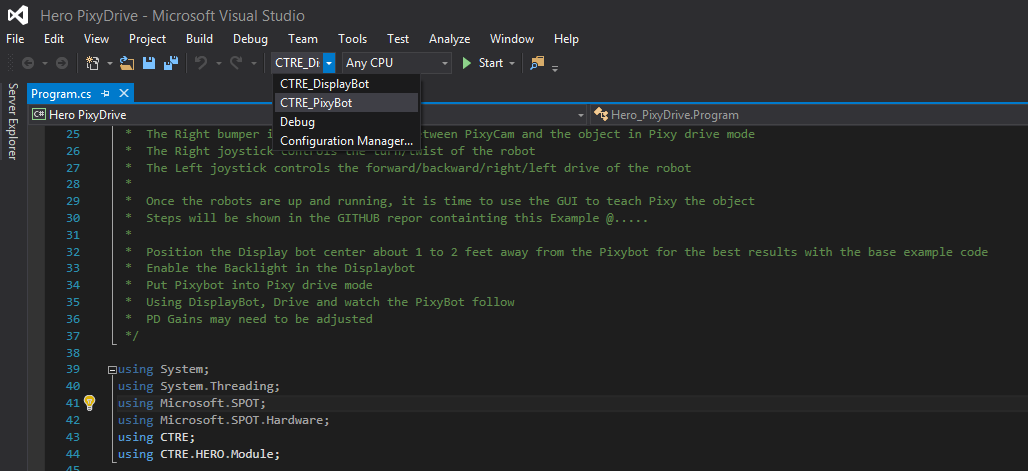 Hero PixyDrive - Microsoft Visual Studio
File Edit View Project Build Debug Team Tools Test Analyze Window Help
CTRE_Di Any CPU Start
CTRE_DisplayBot
CTRE_PixyBot
Debug
Configuration Manager...
Server Explorer
Program.cs
C# Hero PixyDrive Hero_PixyDrive.Program
25 * The Right bumper between PixyCam and the object in Pixy drive mode
26 * The Right joystick controls the turn/twist of the robot
27 * The Left joystick controls the forward/backward/right/left drive of the robot
28 *
29 * Once the robots are up and running, it is time to use the GUI to teach Pixy the object
30 * Steps will be shown in the GITHUB repor containting this Example @.....
31 *
32 * Position the Display bot center about 1 to 2 feet away from the Pixybot for the best results with the base example code
33 * Enable the Backlight in the Displaybot
34 * Put Pixybot into Pixy drive mode
35 * Using DisplayBot, Drive and watch the PixyBot follow
36 * PD Gains may need to be adjusted
37 */
38
39 using System;
40 using System.Threading;
41 using Microsoft.SPOT;
42 using Microsoft.SPOT.Hardware;
43 using CTRE;
44 using CTRE.HERO.Module;